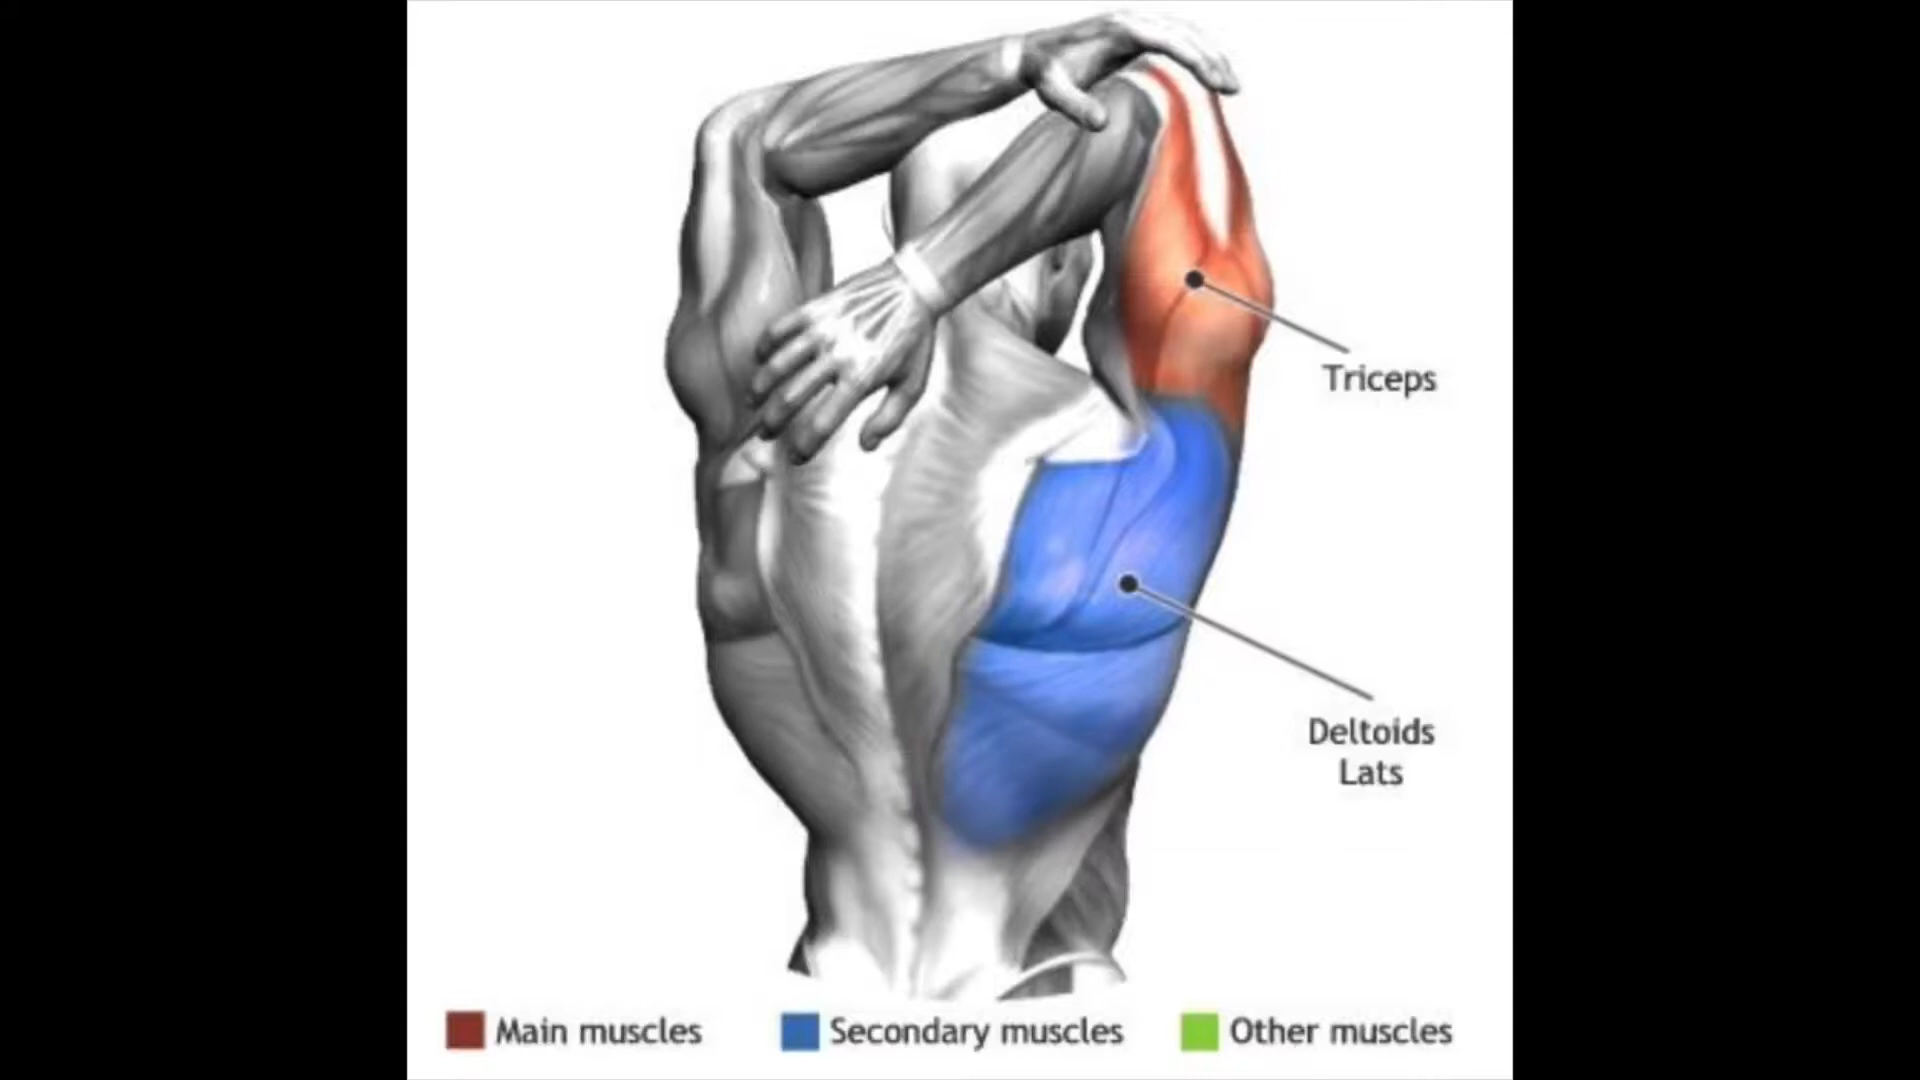 Triceps
Deltoids
Lats
Main muscles
Secondary muscles
Other muscles